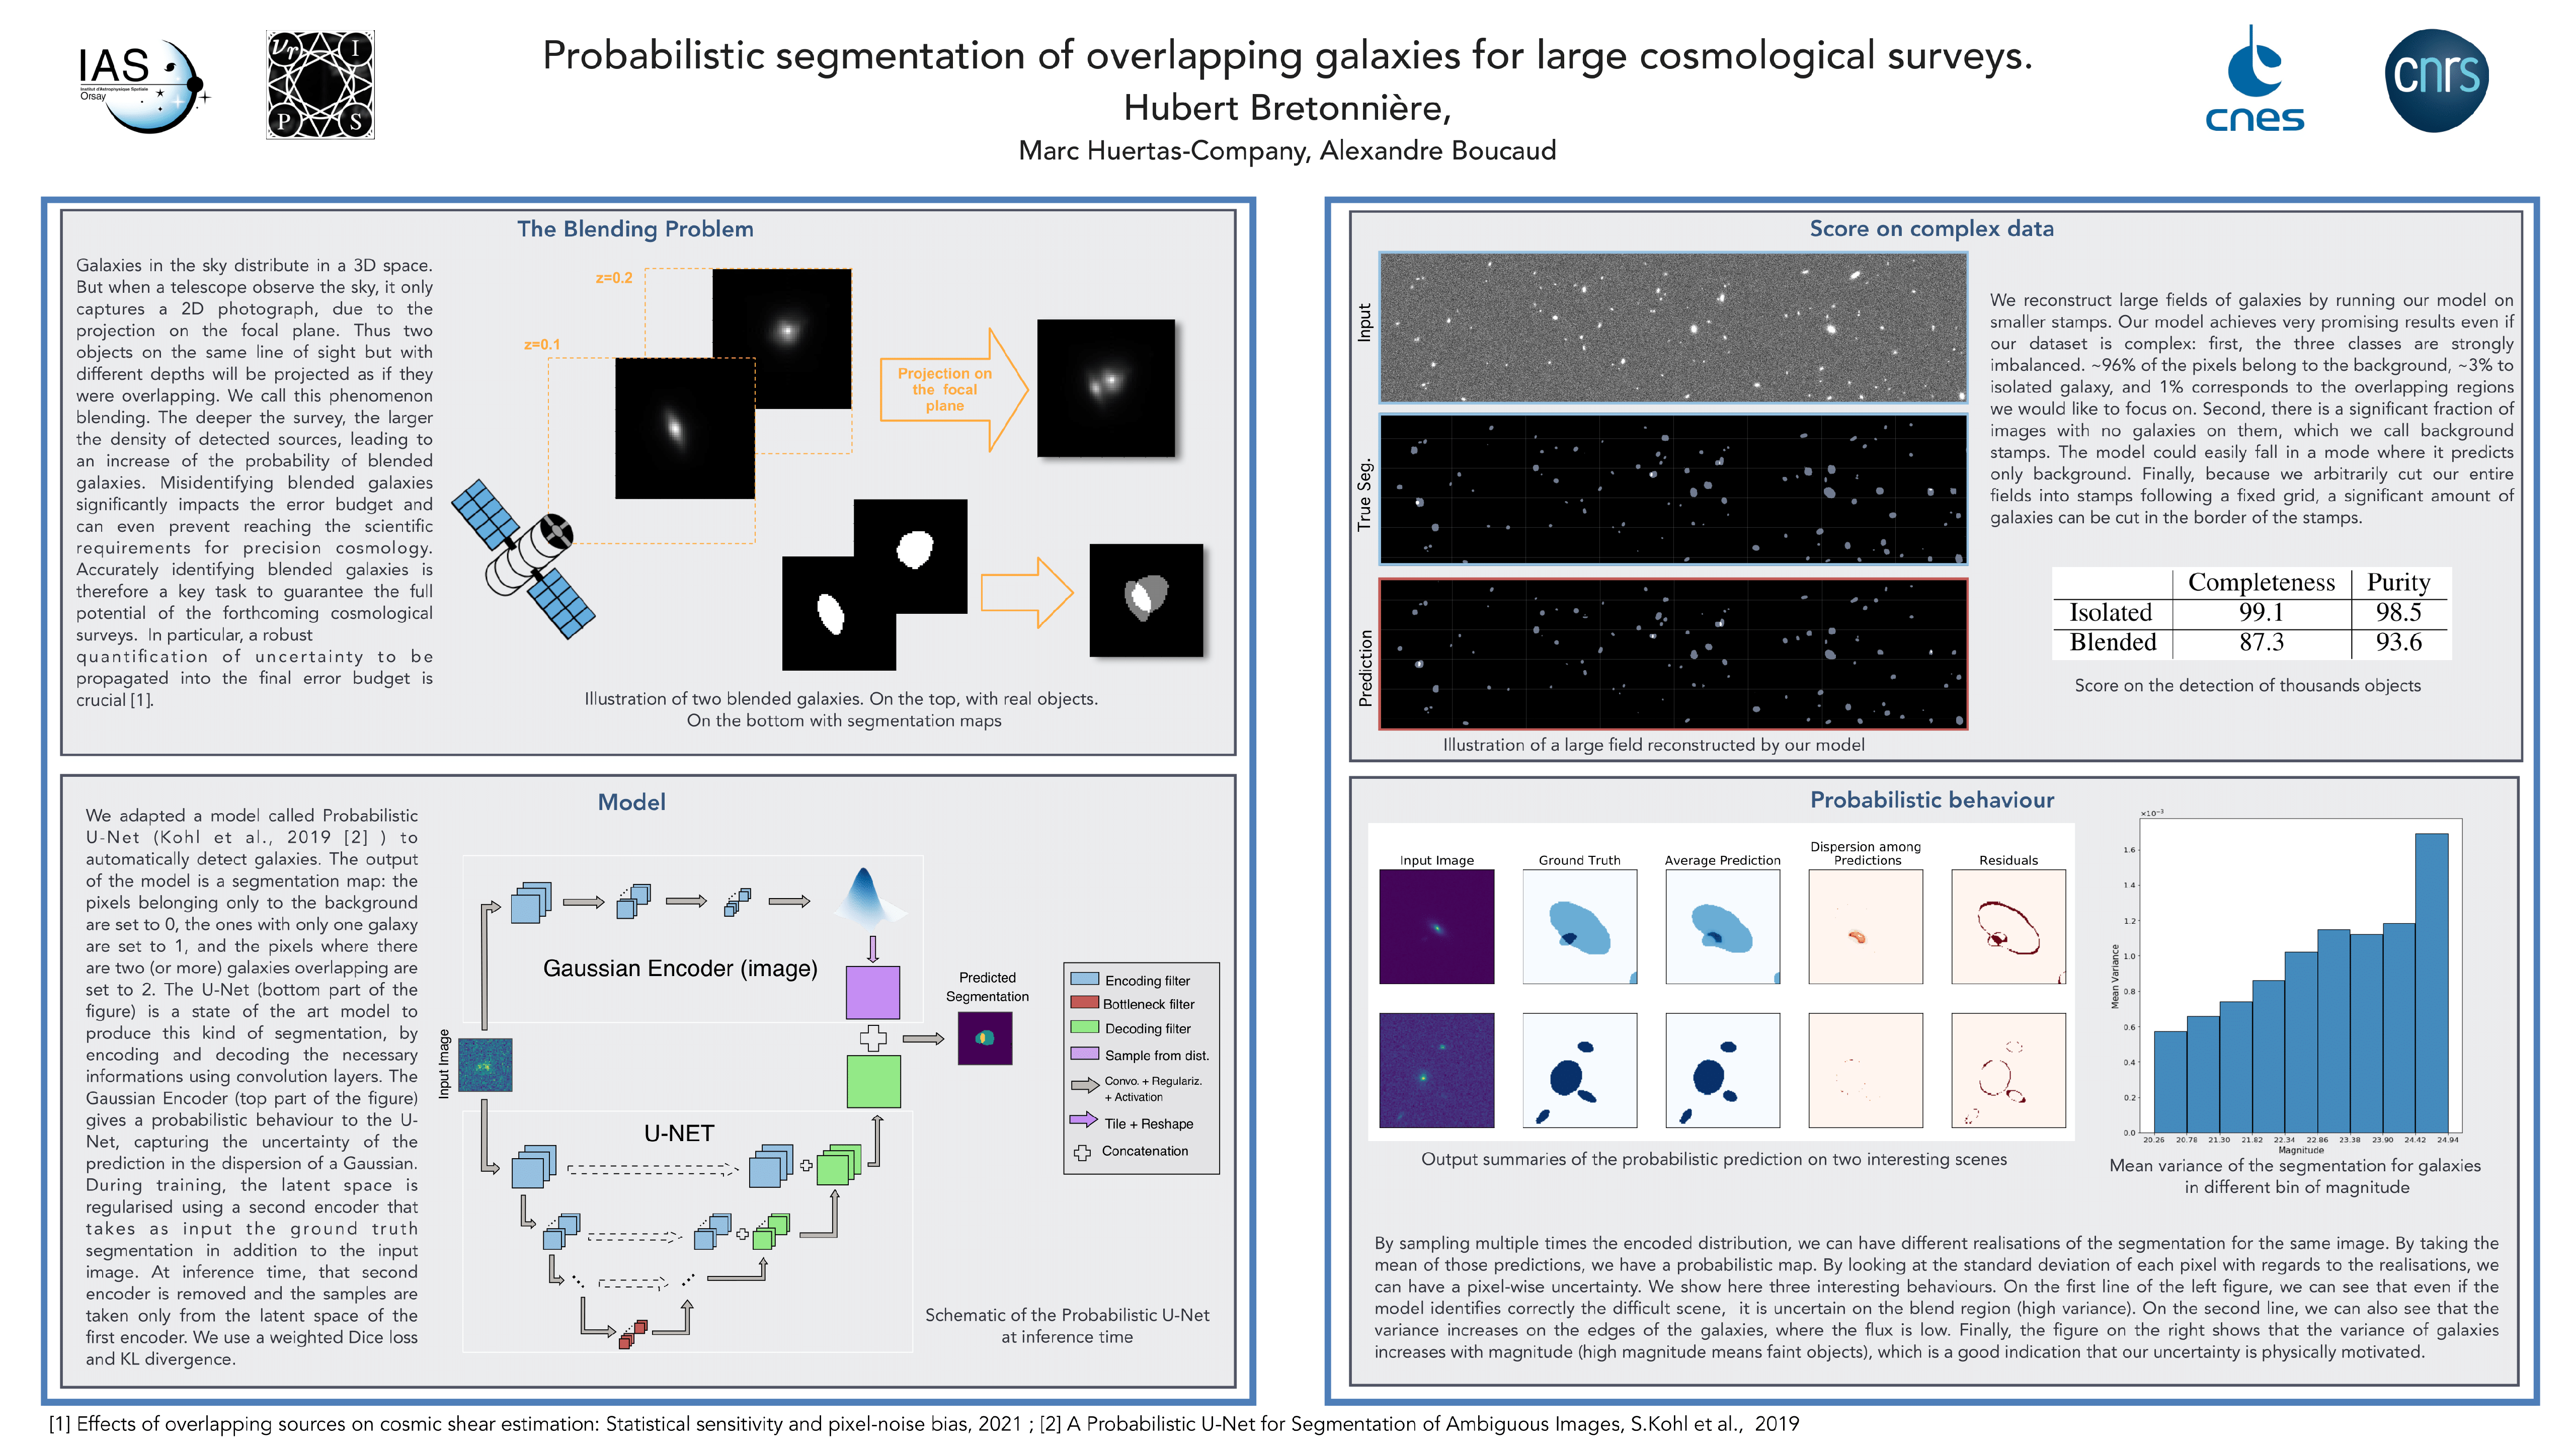 IAS
Institut d'Astrophysique Spatiale
Orsay
Vr I
P S
Probabilistic segmentation of overlapping galaxies for large cosmological surveys.
Hubert Bretonnière,
Marc Huertas-Company, Alexandre Boucaud
cnes
cnrs
The Blending Problem
Galaxies in the sky distribute in a 3D space.
But when a telescope observe the sky, it only
captures a 2D photograph, due to the
projection on the focal plane. Thus two
objects on the same line of sight but with
different depths will be projected as if they
were overlapping. We call this phenomenon
blending. The deeper the survey, the larger
the density of detected sources, leading to
an increase of the probability of blended
galaxies. Misidentifying blended galaxies
significantly impacts the error budget and
can even prevent reaching the scientific
requirements for precision cosmology.
Accurately identifying blended galaxies is
therefore a key task to guarantee the full
potential of the forthcoming cosmological
surveys. In particular, a robust
quantification of uncertainty to be
propagated into the final error budget is
crucial [1].
z=0.2
z=0.1
Projection on
the focal
plane
Illustration of two blended galaxies. On the top, with real objects.
On the bottom with segmentation maps
Model
We adapted a model called Probabilistic
U-Net (Kohl et al., 2019 [2] ) to
automatically detect galaxies. The output
of the model is a segmentation map: the
pixels belonging only to the background
are set to 0, the ones with only one galaxy
are set to 1, and the pixels where there
are two (or more) galaxies overlapping are
set to 2. The U-Net (bottom part of the
figure) is a state of the art model to
produce this kind of segmentation, by
encoding and decoding the necessary
informations using convolution layers. The
Gaussian Encoder (top part of the figure)
gives a probabilistic behaviour to the U-
Net, capturing the uncertainty of the
prediction in the dispersion of a Gaussian.
During training, the latent space is
regularised using a second encoder that
takes as input the ground truth
segmentation in addition to the input
image. At inference time, that second
encoder is removed and the samples are
taken only from the latent space of the
first encoder. We use a weighted Dice loss
and KL divergence.
Gaussian Encoder (image)
Input Image
U-NET
Predicted
Segmentation
Encoding filter
Bottleneck filter
Decoding filter
Sample from dist.
Convo. + Regulariz.
+ Activation
Tile + Reshape
Concatenation
Schematic of the Probabilistic U-Net
at inference time
Score on complex data
Input
True Seg.
Prediction
Illustration of a large field reconstructed by our model
We reconstruct large fields of galaxies by running our model on
smaller stamps. Our model achieves very promising results even if
our dataset is complex: first, the three classes are strongly
imbalanced. ~96% of the pixels belong to the background, ~3% to
isolated galaxy, and 1% corresponds to the overlapping regions
we would like to focus on. Second, there is a significant fraction of
images with no galaxies on them, which we call background
stamps. The model could easily fall in a mode where it predicts
only background. Finally, because we arbitrarily cut our entire
fields into stamps following a fixed grid, a significant amount of
galaxies can be cut in the border of the stamps.
Completeness Purity
Isolated 99.1 98.5
Blended 87.3 93.6
Score on the detection of thousands objects
Probabilistic behaviour
Input Image Ground Truth Average Prediction Dispersion among Predictions Residuals
Output summaries of the probabilistic prediction on two interesting scenes
×10⁻³
1.6
1.4
1.2
1.0
0.8
0.6
0.4
0.2
0.0
Mean Variance
20.26 20.78 21.30 21.82 22.34 22.86 23.38 23.90 24.42 24.94
Magnitude
Mean variance of the segmentation for galaxies
in different bin of magnitude
By sampling multiple times the encoded distribution, we can have different realisations of the segmentation for the same image. By taking the
mean of those predictions, we have a probabilistic map. By looking at the standard deviation of each pixel with regards to the realisations, we
can have a pixel-wise uncertainty. We show here three interesting behaviours. On the first line of the left figure, we can see that even if the
model identifies correctly the difficult scene, it is uncertain on the blend region (high variance). On the second line, we can also see that the
variance increases on the edges of the galaxies, where the flux is low. Finally, the figure on the right shows that the variance of galaxies
increases with magnitude (high magnitude means faint objects), which is a good indication that our uncertainty is physically motivated.
[1] Effects of overlapping sources on cosmic shear estimation: Statistical sensitivity and pixel-noise bias, 2021 ; [2] A Probabilistic U-Net for Segmentation of Ambiguous Images, S.Kohl et al., 2019